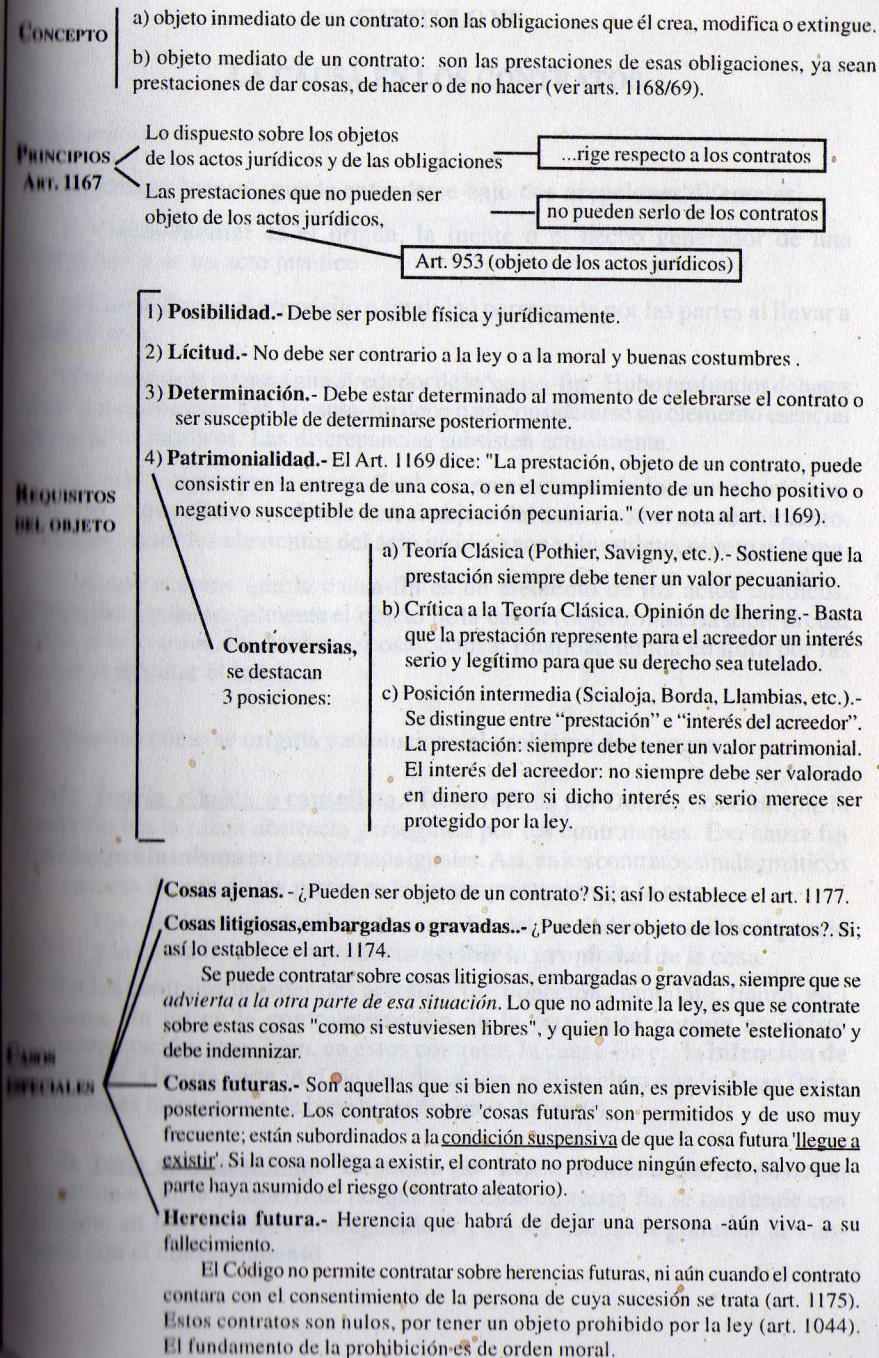 CONCEPTO
a) objeto inmediato de un contrato: son las obligaciones que él crea, modifica o extingue.
b) objeto mediato de un contrato: son las prestaciones de esas obligaciones, ya sean
prestaciones de dar cosas, de hacer o de no hacer (ver arts. 1168/69).
PRINCIPIOS
ART. 1167
Lo dispuesto sobre los objetos
de los actos jurídicos y de las obligaciones
...rige respecto a los contratos
Las prestaciones que no pueden ser
objeto de los actos jurídicos,
no pueden serlo de los contratos
Art. 953 (objeto de los actos jurídicos)
REQUISITOS
DEL OBJETO
1) Posibilidad.- Debe ser posible física y jurídicamente.
2) Lícitud.- No debe ser contrario a la ley o a la moral y buenas costumbres .
3) Determinación.- Debe estar determinado al momento de celebrarse el contrato o
ser susceptible de determinarse posteriormente.
4) Patrimonialidad.- El Art. 1169 dice: "La prestación, objeto de un contrato, puede
consistir en la entrega de una cosa, o en el cumplimiento de un hecho positivo o
negativo susceptible de una apreciación pecuniaria." (ver nota al art. 1169).
Controversias,
se destacan
3 posiciones:
a) Teoría Clásica (Pothier, Savigny, etc.).- Sostiene que la
prestación siempre debe tener un valor pecuaniario.
b) Crítica a la Teoría Clásica. Opinión de Ihering.- Basta
que la prestación represente para el acreedor un interés
serio y legítimo para que su derecho sea tutelado.
c) Posición intermedia (Scialoja, Borda, Llambias, etc.).-
Se distingue entre “prestación” e “interés del acreedor”.
La prestación: siempre debe tener un valor patrimonial.
El interés del acreedor: no siempre debe ser valorado
en dinero pero si dicho interés es serio merece ser
protegido por la ley.
CASOS
ESPECIALES
Cosas ajenas. - ¿Pueden ser objeto de un contrato? Si; así lo establece el art. 1177.
Cosas litigiosas,embargadas o gravadas..- ¿Pueden ser objeto de los contratos?. Si;
así lo establece el art. 1174.
Se puede contratar sobre cosas litigiosas, embargadas o gravadas, siempre que se
advierta a la otra parte de esa situación. Lo que no admite la ley, es que se contrate
sobre estas cosas "como si estuviesen libres", y quien lo haga comete 'estelionato' y
debe indemnizar.
Cosas futuras.- Son aquellas que si bien no existen aún, es previsible que existan
posteriormente. Los contratos sobre 'cosas futuras' son permitidos y de uso muy
frecuente; están subordinados a la condición suspensiva de que la cosa futura 'llegue a
existir'. Si la cosa nollega a existir, el contrato no produce ningún efecto, salvo que la
parte haya asumido el riesgo (contrato aleatorio).
Herencia futura.- Herencia que habrá de dejar una persona -aún viva- a su
fallecimiento.
El Código no permite contratar sobre herencias futuras, ni aún cuando el contrato
contara con el consentimiento de la persona de cuya sucesión se trata (art. 1175).
Estos contratos son nulos, por tener un objeto prohibido por la ley (art. 1044).
El fundamento de la prohibición es de orden moral.